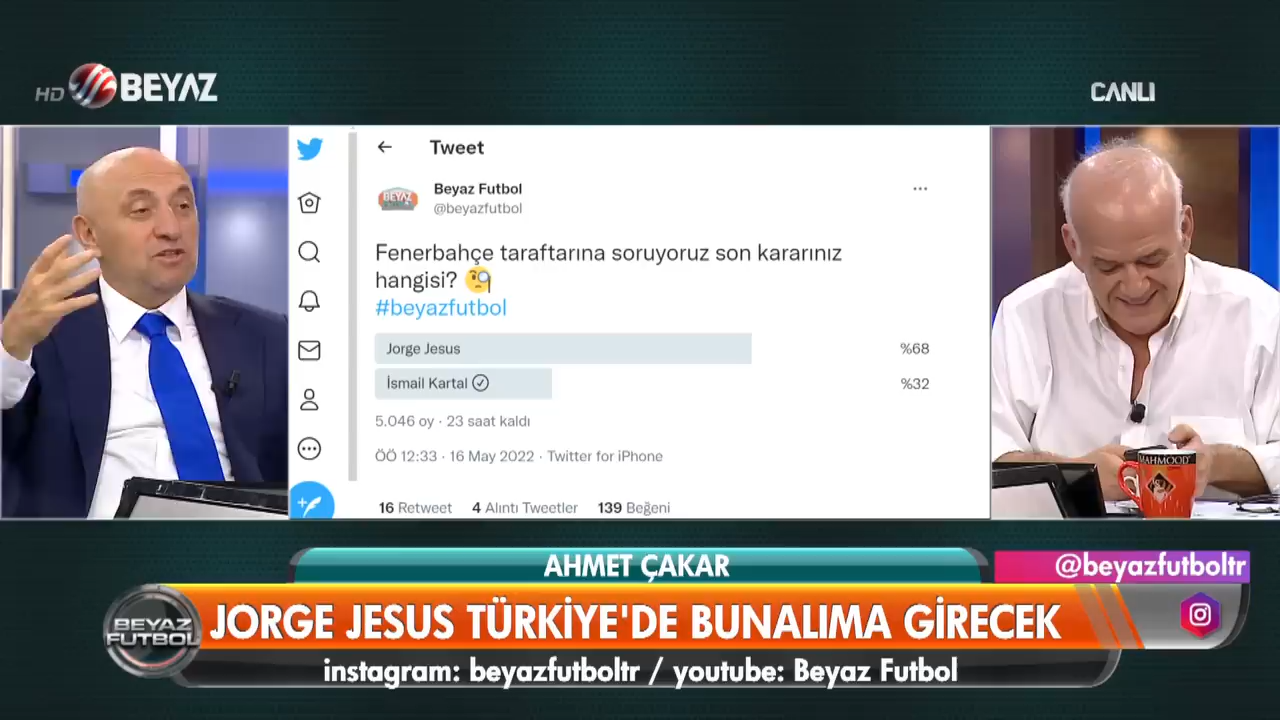 HD BEYAZ
CANLI
Tweet
BEYAZ
Beyaz Futbol
@beyazfutbol
Fenerbahçe taraftarına soruyoruz son kararınız
hangisi? 🧐
#beyazfutbol
Jorge Jesus %68
İsmail Kartal %32
5.046 oy · 23 saat kaldı
ÖÖ 12:33 · 16 May 2022 · Twitter for iPhone
16 Retweet 4 Alıntı Tweetler 139 Beğeni
MAHMOOD
AHMET ÇAKAR
@beyazfutboltr
BEYAZ
FUTBOL
JORGE JESUS TÜRKİYE'DE BUNALIMA GİRECEK
instagram: beyazfutboltr / youtube: Beyaz Futbol